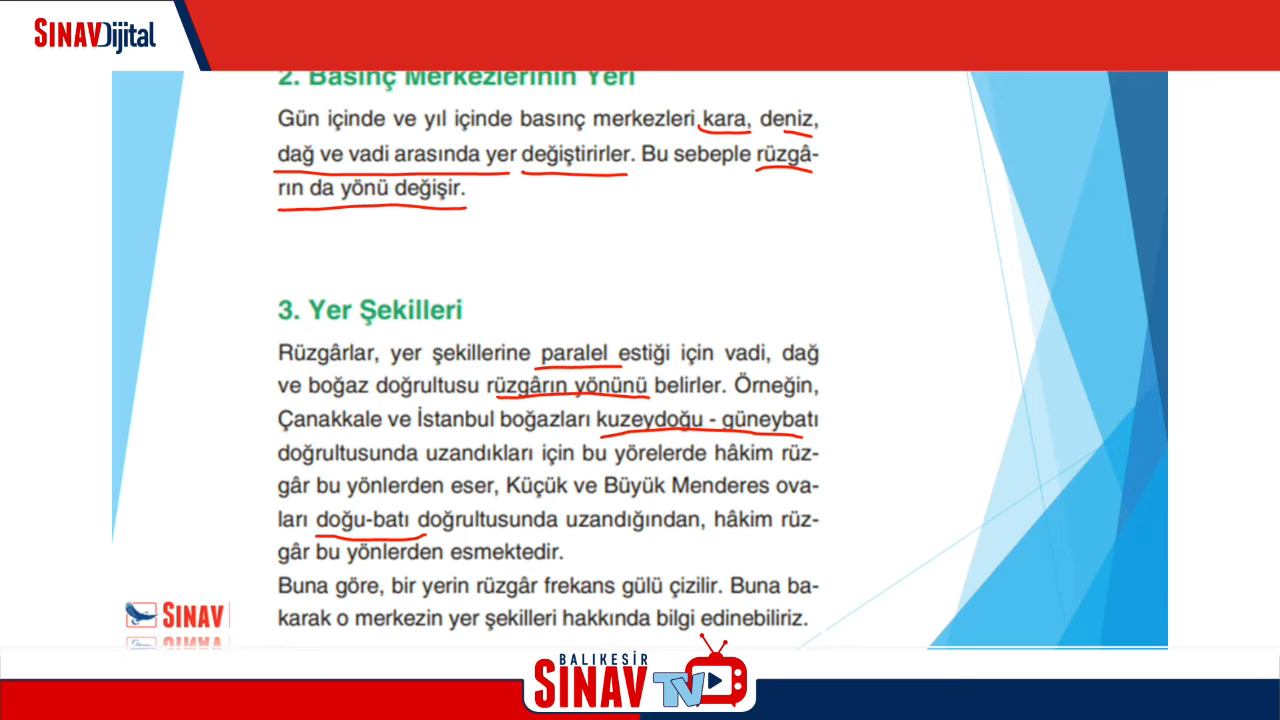 SINAVDijital
2. Basınç Merkezlerinin Yeri
Gün içinde ve yıl içinde basınç merkezleri kara, deniz,
dağ ve vadi arasında yer değiştirirler. Bu sebeple rüzgâ-
rın da yönü değişir.
3. Yer Şekilleri
Rüzgârlar, yer şekillerine paralel estiği için vadi, dağ
ve boğaz doğrultusu rüzgârın yönünü belirler. Örneğin,
Çanakkale ve İstanbul boğazları kuzeydoğu - güneybatı
doğrultusunda uzandıkları için bu yörelerde hâkim rüz-
gâr bu yönlerden eser, Küçük ve Büyük Menderes ova-
ları doğu-batı doğrultusunda uzandığından, hâkim rüz-
gâr bu yönlerden esmektedir.
Buna göre, bir yerin rüzgâr frekans gülü çizilir. Buna ba-
karak o merkezin yer şekilleri hakkında bilgi edinebiliriz.
SINAV
BALIKESİR
SINAV TV